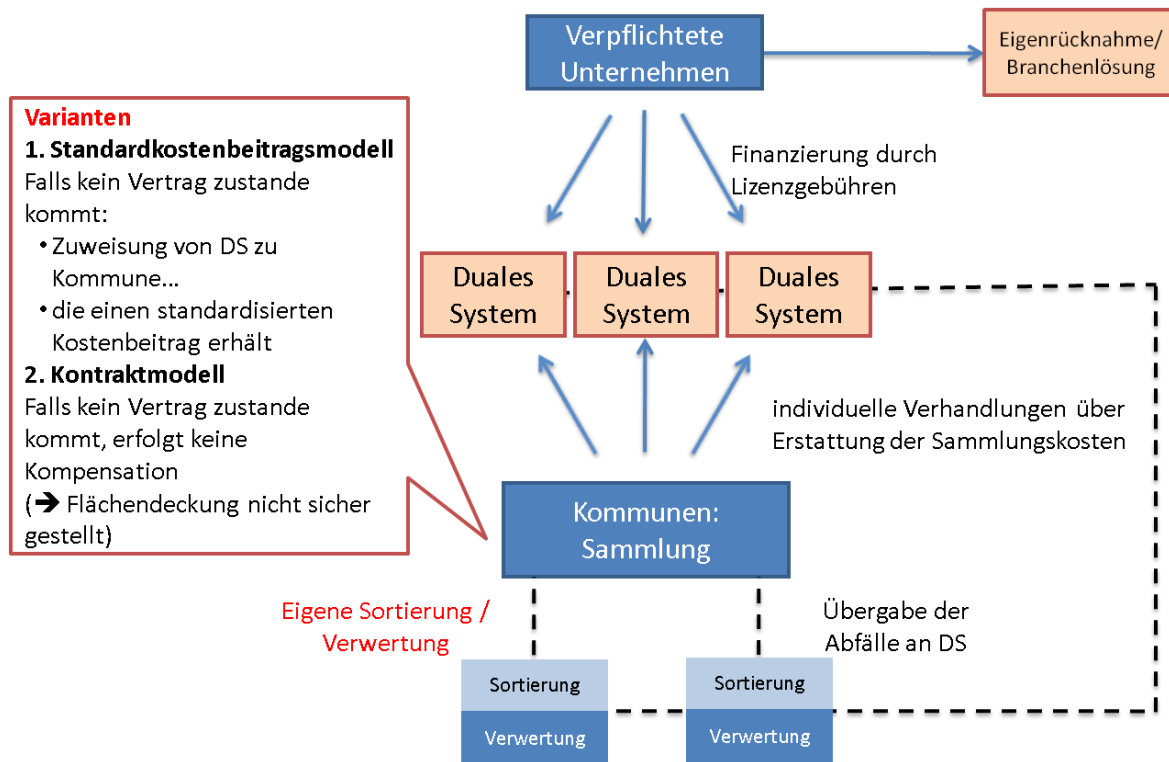 Verpflichtete
Unternehmen
Eigenrücknahme/
Branchenlösung
Varianten
1. Standardkostenbeitragsmodell
Falls kein Vertrag zustande
kommt:
• Zuweisung von DS zu
Kommune...
• die einen standardisierten
Kostenbeitrag erhält
2. Kontraktmodell
Falls kein Vertrag zustande
kommt, erfolgt keine
Kompensation
(➔ Flächendeckung nicht sicher
gestellt)
Finanzierung durch
Lizenzgebühren
Duales
System
Duales
System
Duales
System
individuelle Verhandlungen über
Erstattung der Sammlungskosten
Kommunen:
Sammlung
Eigene Sortierung /
Verwertung
Übergabe der
Abfälle an DS
Sortierung
Verwertung
Sortierung
Verwertung